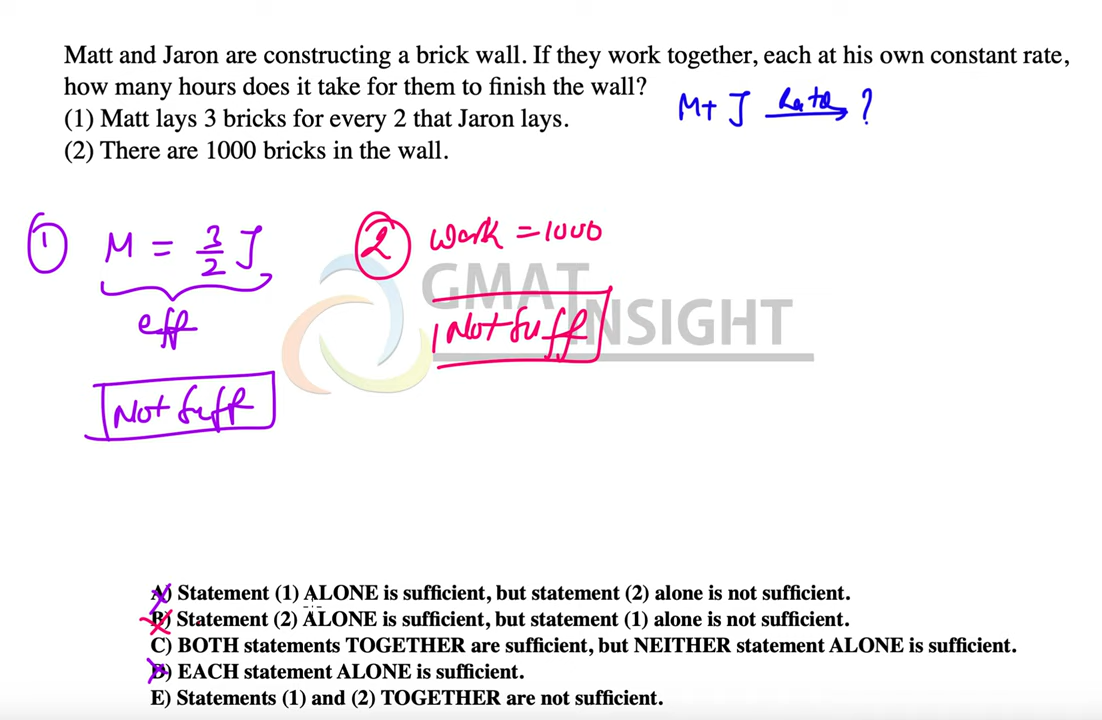 Matt and Jaron are constructing a brick wall. If they work together, each at his own constant rate,
how many hours does it take for them to finish the wall?
M+J Rate ?
(1) Matt lays 3 bricks for every 2 that Jaron lays.
(2) There are 1000 bricks in the wall.
1 M = 3/2 J
eff
Not Suff
2 Work = 1000
Not Suff
GMAT
INSIGHT
A) Statement (1) ALONE is sufficient, but statement (2) alone is not sufficient.
B) Statement (2) ALONE is sufficient, but statement (1) alone is not sufficient.
C) BOTH statements TOGETHER are sufficient, but NEITHER statement ALONE is sufficient.
D) EACH statement ALONE is sufficient.
E) Statements (1) and (2) TOGETHER are not sufficient.